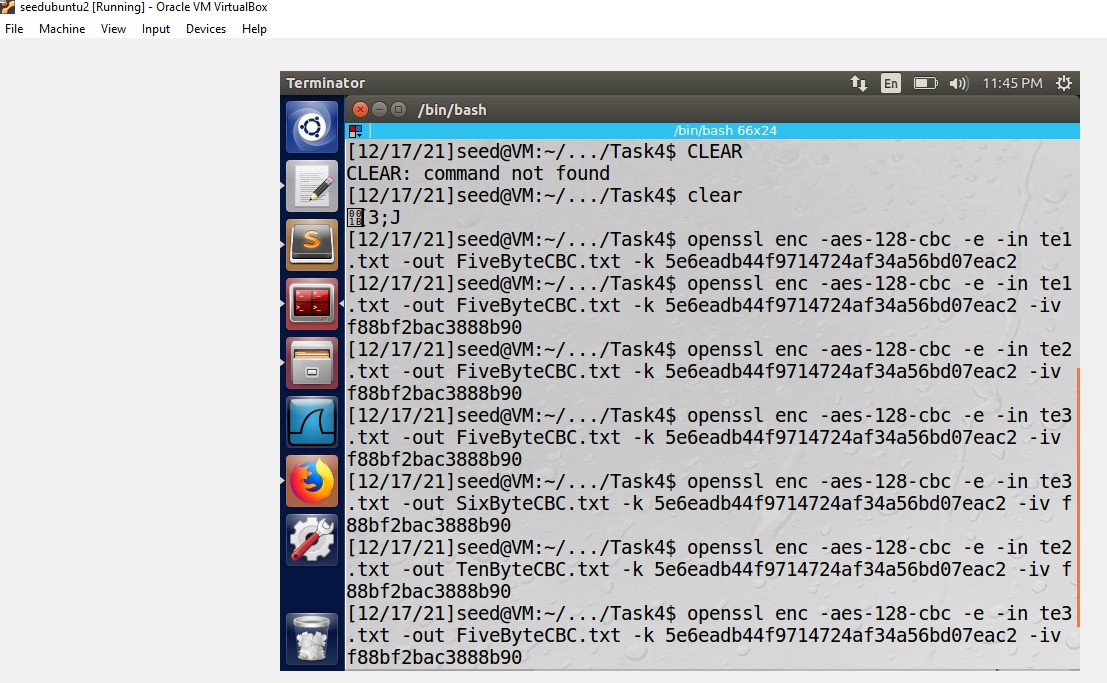 seedubuntu2 [Running] - Oracle VM VirtualBox
File Machine View Input Devices Help
Terminator En 11:45 PM
/bin/bash
/bin/bash 66x24
[12/17/21]seed@VM:~/.../Task4$ CLEAR
CLEAR: command not found
[12/17/21]seed@VM:~/.../Task4$ clear
3;J
[12/17/21]seed@VM:~/.../Task4$ openssl enc -aes-128-cbc -e -in te1
.txt -out FiveByteCBC.txt -k 5e6eadb44f9714724af34a56bd07eac2
[12/17/21]seed@VM:~/.../Task4$ openssl enc -aes-128-cbc -e -in te1
.txt -out FiveByteCBC.txt -k 5e6eadb44f9714724af34a56bd07eac2 -iv
f88bf2bac3888b90
[12/17/21]seed@VM:~/.../Task4$ openssl enc -aes-128-cbc -e -in te2
.txt -out FiveByteCBC.txt -k 5e6eadb44f9714724af34a56bd07eac2 -iv
f88bf2bac3888b90
[12/17/21]seed@VM:~/.../Task4$ openssl enc -aes-128-cbc -e -in te3
.txt -out FiveByteCBC.txt -k 5e6eadb44f9714724af34a56bd07eac2 -iv
f88bf2bac3888b90
[12/17/21]seed@VM:~/.../Task4$ openssl enc -aes-128-cbc -e -in te3
.txt -out SixByteCBC.txt -k 5e6eadb44f9714724af34a56bd07eac2 -iv f
88bf2bac3888b90
[12/17/21]seed@VM:~/.../Task4$ openssl enc -aes-128-cbc -e -in te2
.txt -out TenByteCBC.txt -k 5e6eadb44f9714724af34a56bd07eac2 -iv f
88bf2bac3888b90
[12/17/21]seed@VM:~/.../Task4$ openssl enc -aes-128-cbc -e -in te3
.txt -out FiveByteCBC.txt -k 5e6eadb44f9714724af34a56bd07eac2 -iv
f88bf2bac3888b90